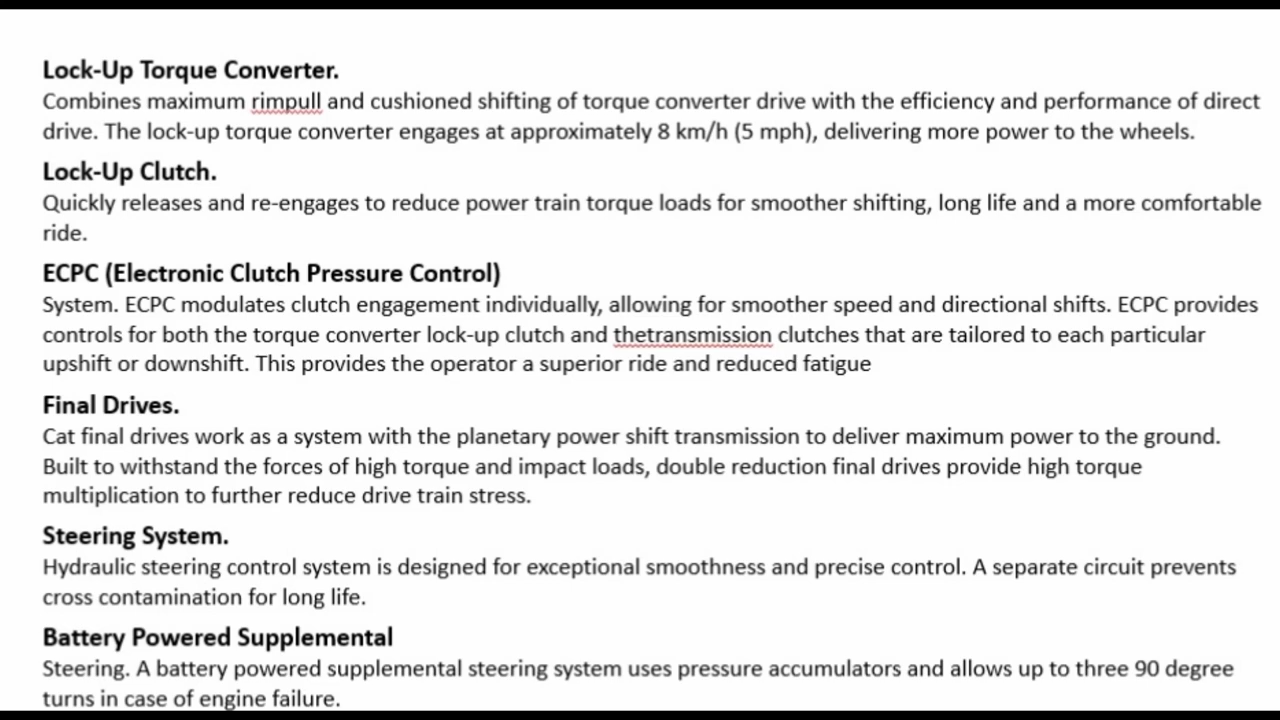 Lock-Up Torque Converter.
Combines maximum rimpull and cushioned shifting of torque converter drive with the efficiency and performance of direct
drive. The lock-up torque converter engages at approximately 8 km/h (5 mph), delivering more power to the wheels.
Lock-Up Clutch.
Quickly releases and re-engages to reduce power train torque loads for smoother shifting, long life and a more comfortable
ride.
ECPC (Electronic Clutch Pressure Control)
System. ECPC modulates clutch engagement individually, allowing for smoother speed and directional shifts. ECPC provides
controls for both the torque converter lock-up clutch and thetransmission clutches that are tailored to each particular
upshift or downshift. This provides the operator a superior ride and reduced fatigue
Final Drives.
Cat final drives work as a system with the planetary power shift transmission to deliver maximum power to the ground.
Built to withstand the forces of high torque and impact loads, double reduction final drives provide high torque
multiplication to further reduce drive train stress.
Steering System.
Hydraulic steering control system is designed for exceptional smoothness and precise control. A separate circuit prevents
cross contamination for long life.
Battery Powered Supplemental
Steering. A battery powered supplemental steering system uses pressure accumulators and allows up to three 90 degree
turns in case of engine failure.